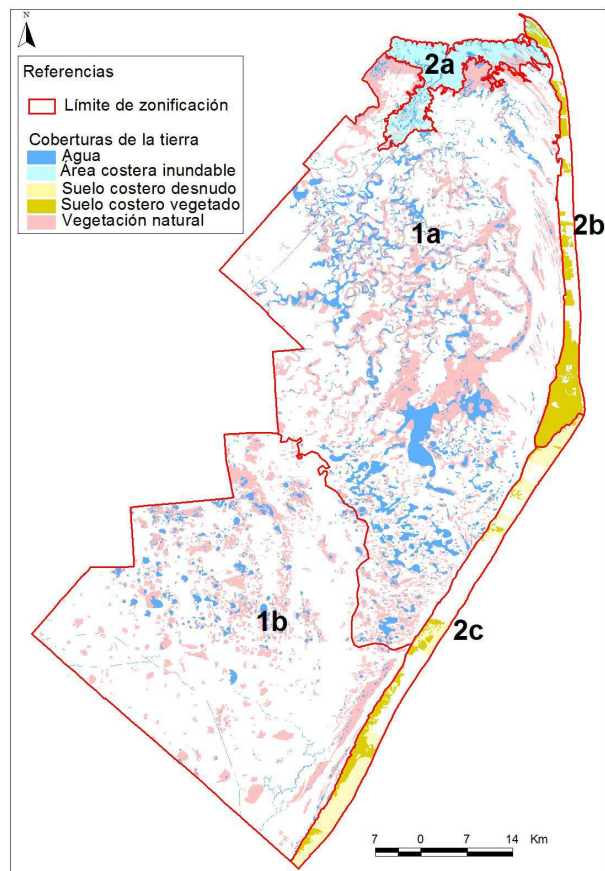 N
Referencias
Límite de zonificación
Coberturas de la tierra
Agua
Área costera inundable
Suelo costero desnudo
Suelo costero vegetado
Vegetación natural
2a
1a
2b
1b
2c
7 0 7 14 Km